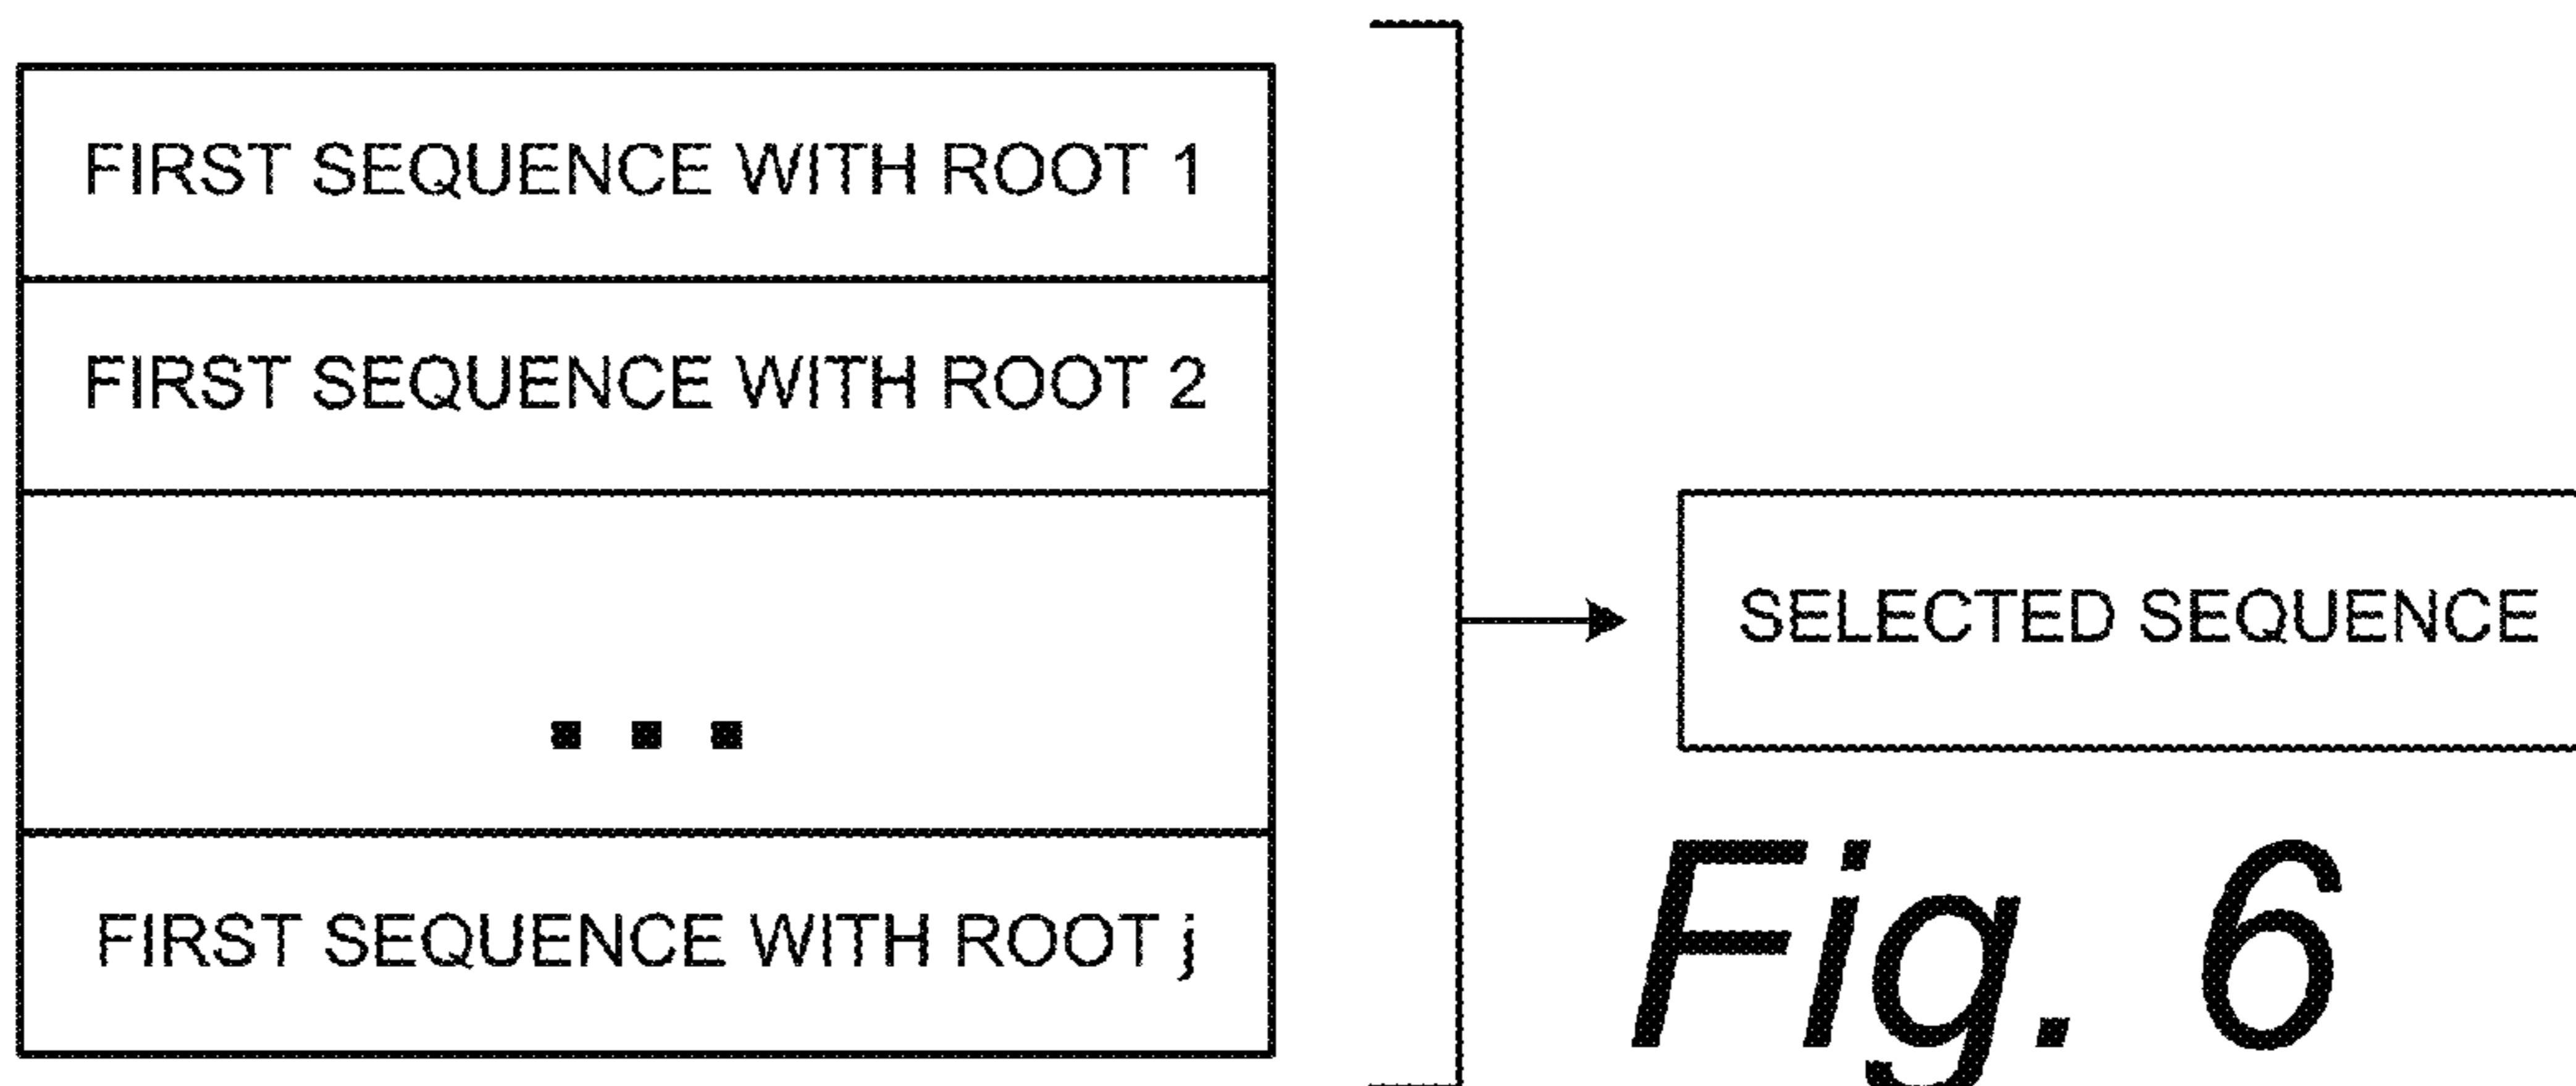 FIRST SEQUENCE WITH ROOT 1
FIRST SEQUENCE WITH ROOT 2
...
FIRST SEQUENCE WITH ROOT j
SELECTED SEQUENCE
Fig. 6